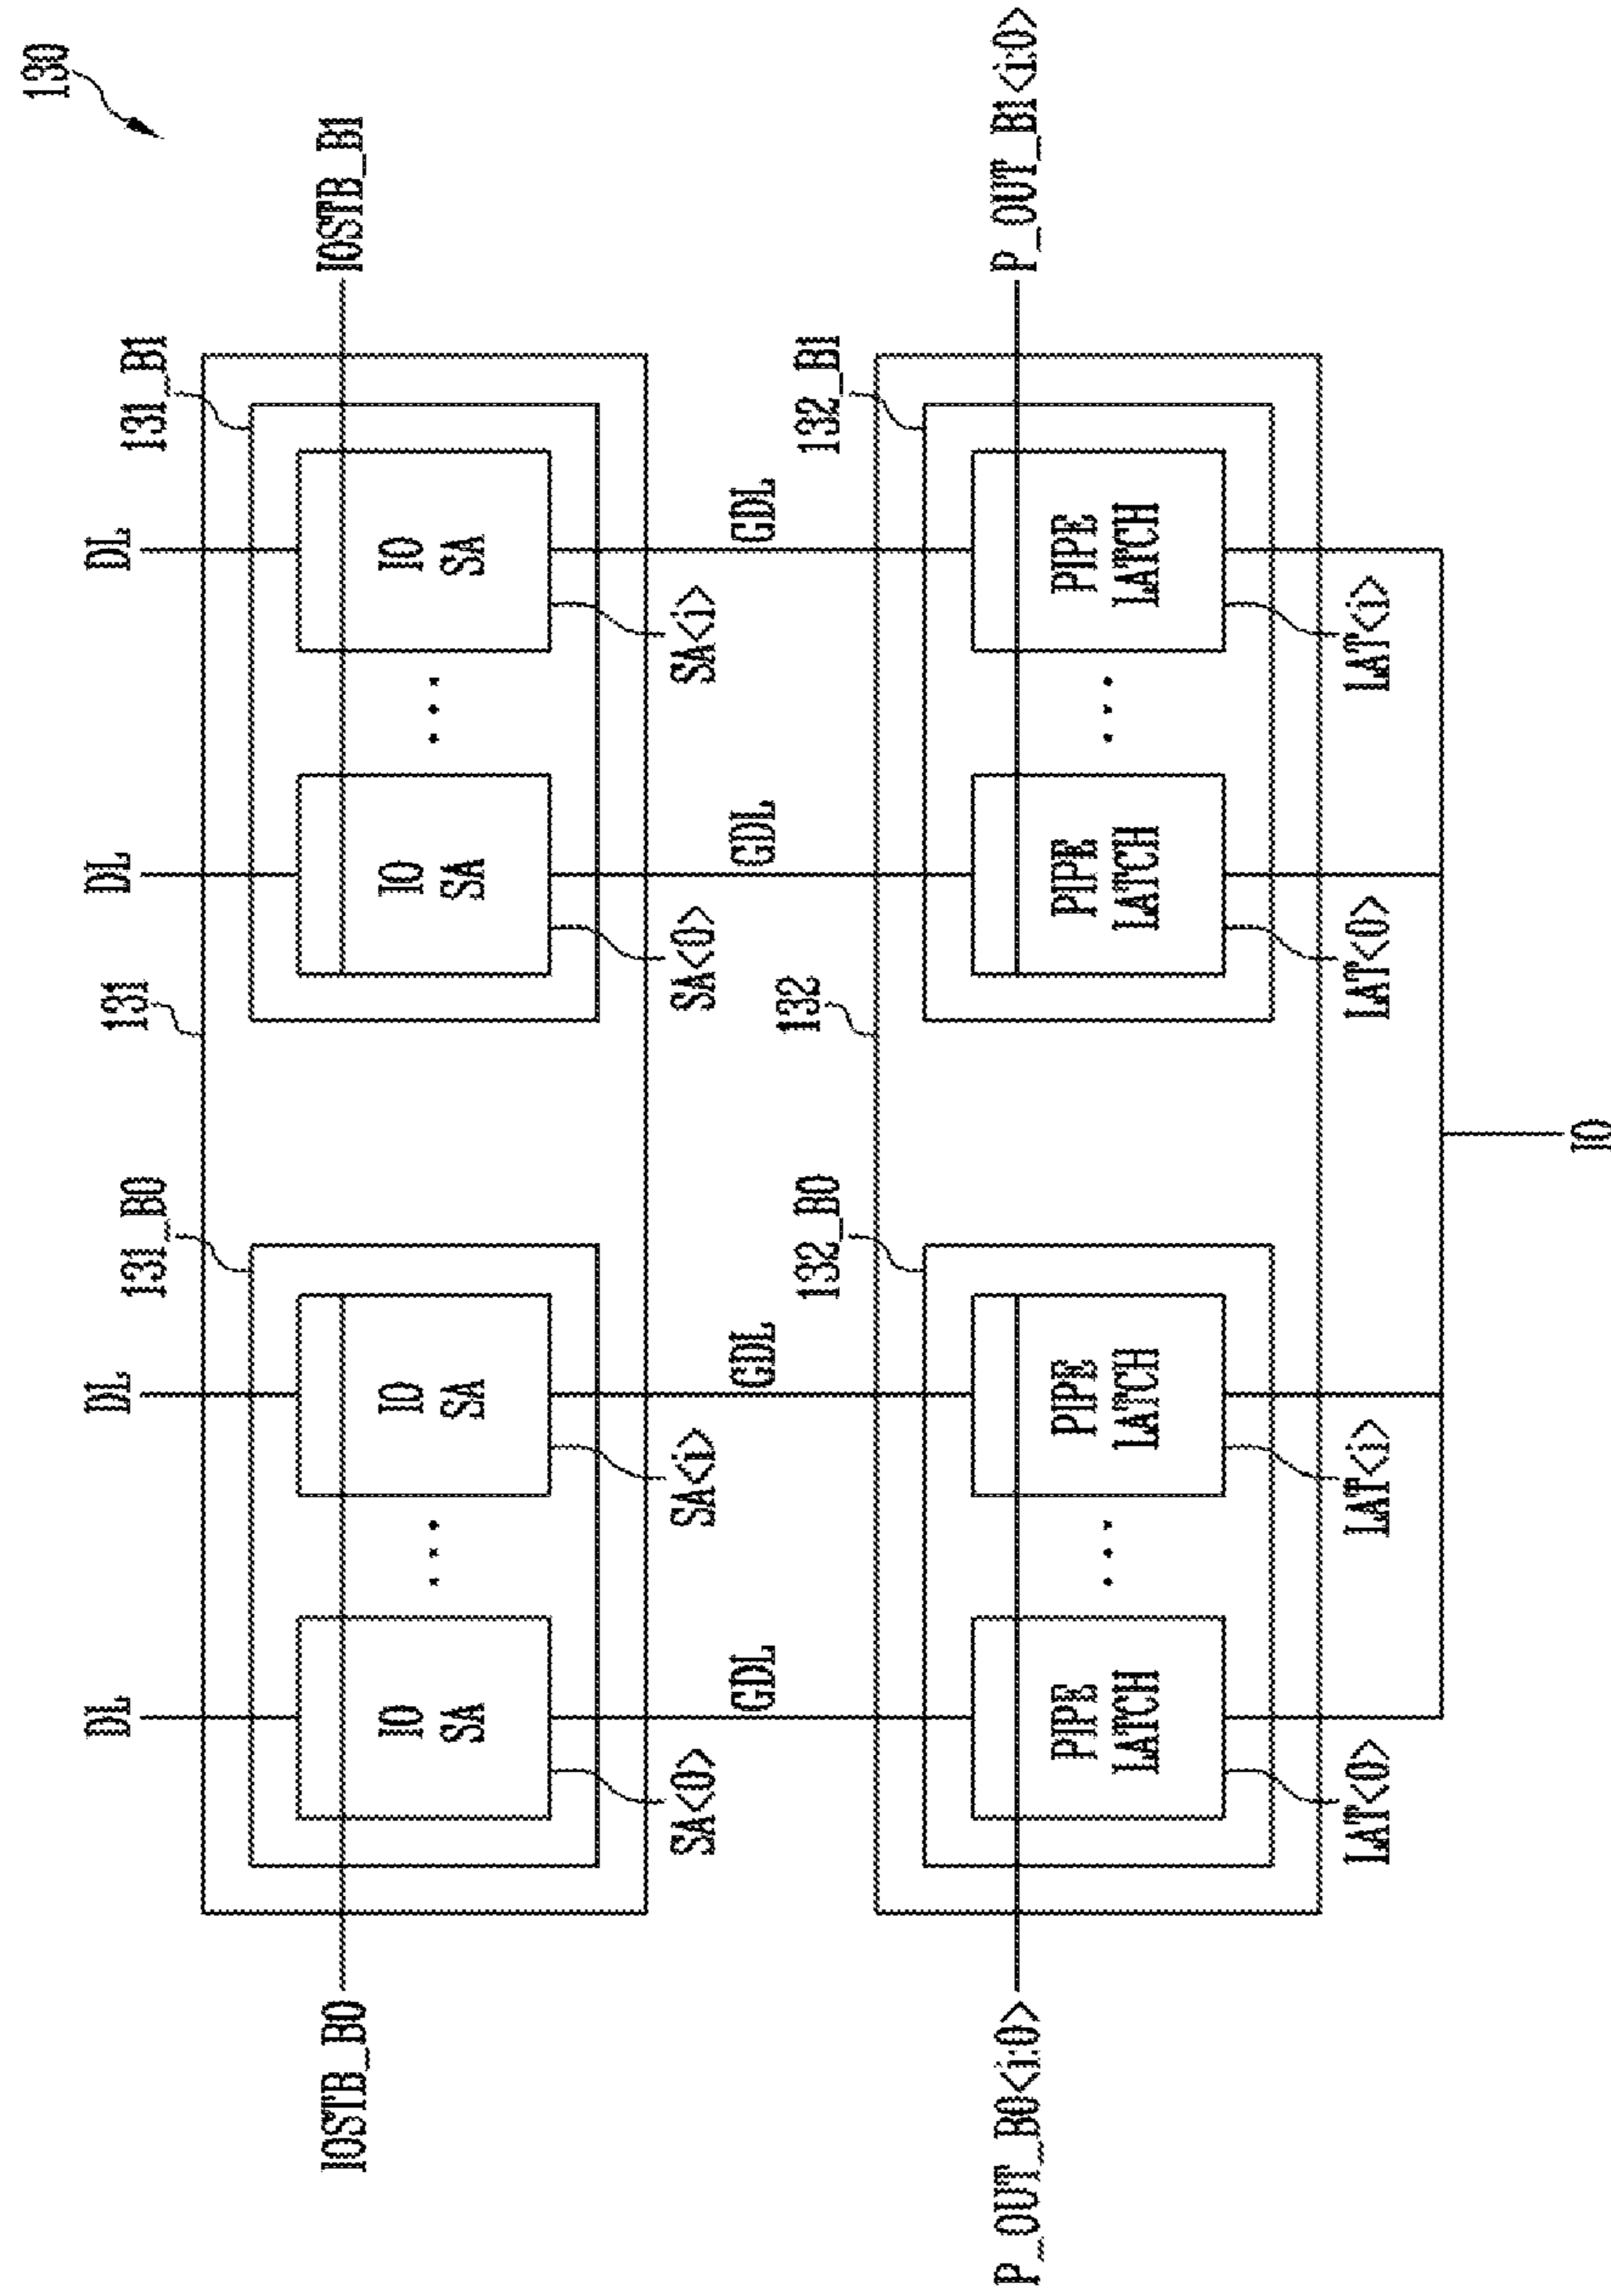 130
DL
DL
DL
DL
131_B0
131
131_B1
IOSTB_B0
IO
SA
IO
SA
IO
SA
IO
SA
IOSTB_B1
...
...
SA<0>
SA<i>
SA<0>
SA<i>
GDL
GDL
GDL
GDL
132_B0
132
132_B1
P_OUT_B0<i:0>
PIPE
LATCH
PIPE
LATCH
PIPE
LATCH
PIPE
LATCH
P_OUT_B1<i:0>
...
...
LAT<0>
LAT<i>
LAT<0>
LAT<i>
IO